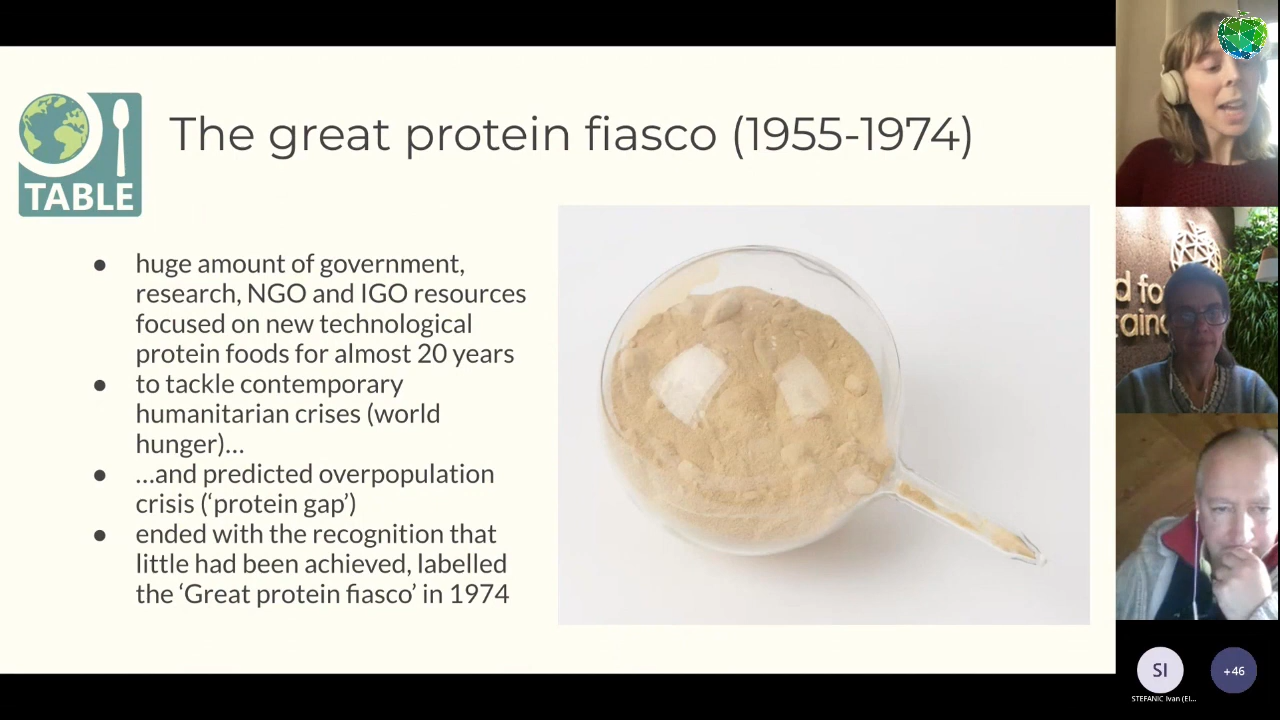 The great protein fiasco (1955-1974)
TABLE
● huge amount of government,
research, NGO and IGO resources
focused on new technological
protein foods for almost 20 years
● to tackle contemporary
humanitarian crises (world
hunger)…
● …and predicted overpopulation
crisis (‘protein gap’)
● ended with the recognition that
little had been achieved, labelled
the ‘Great protein fiasco’ in 1974
d fo
tain
SI
+46
STEFANIC Ivan (EI...